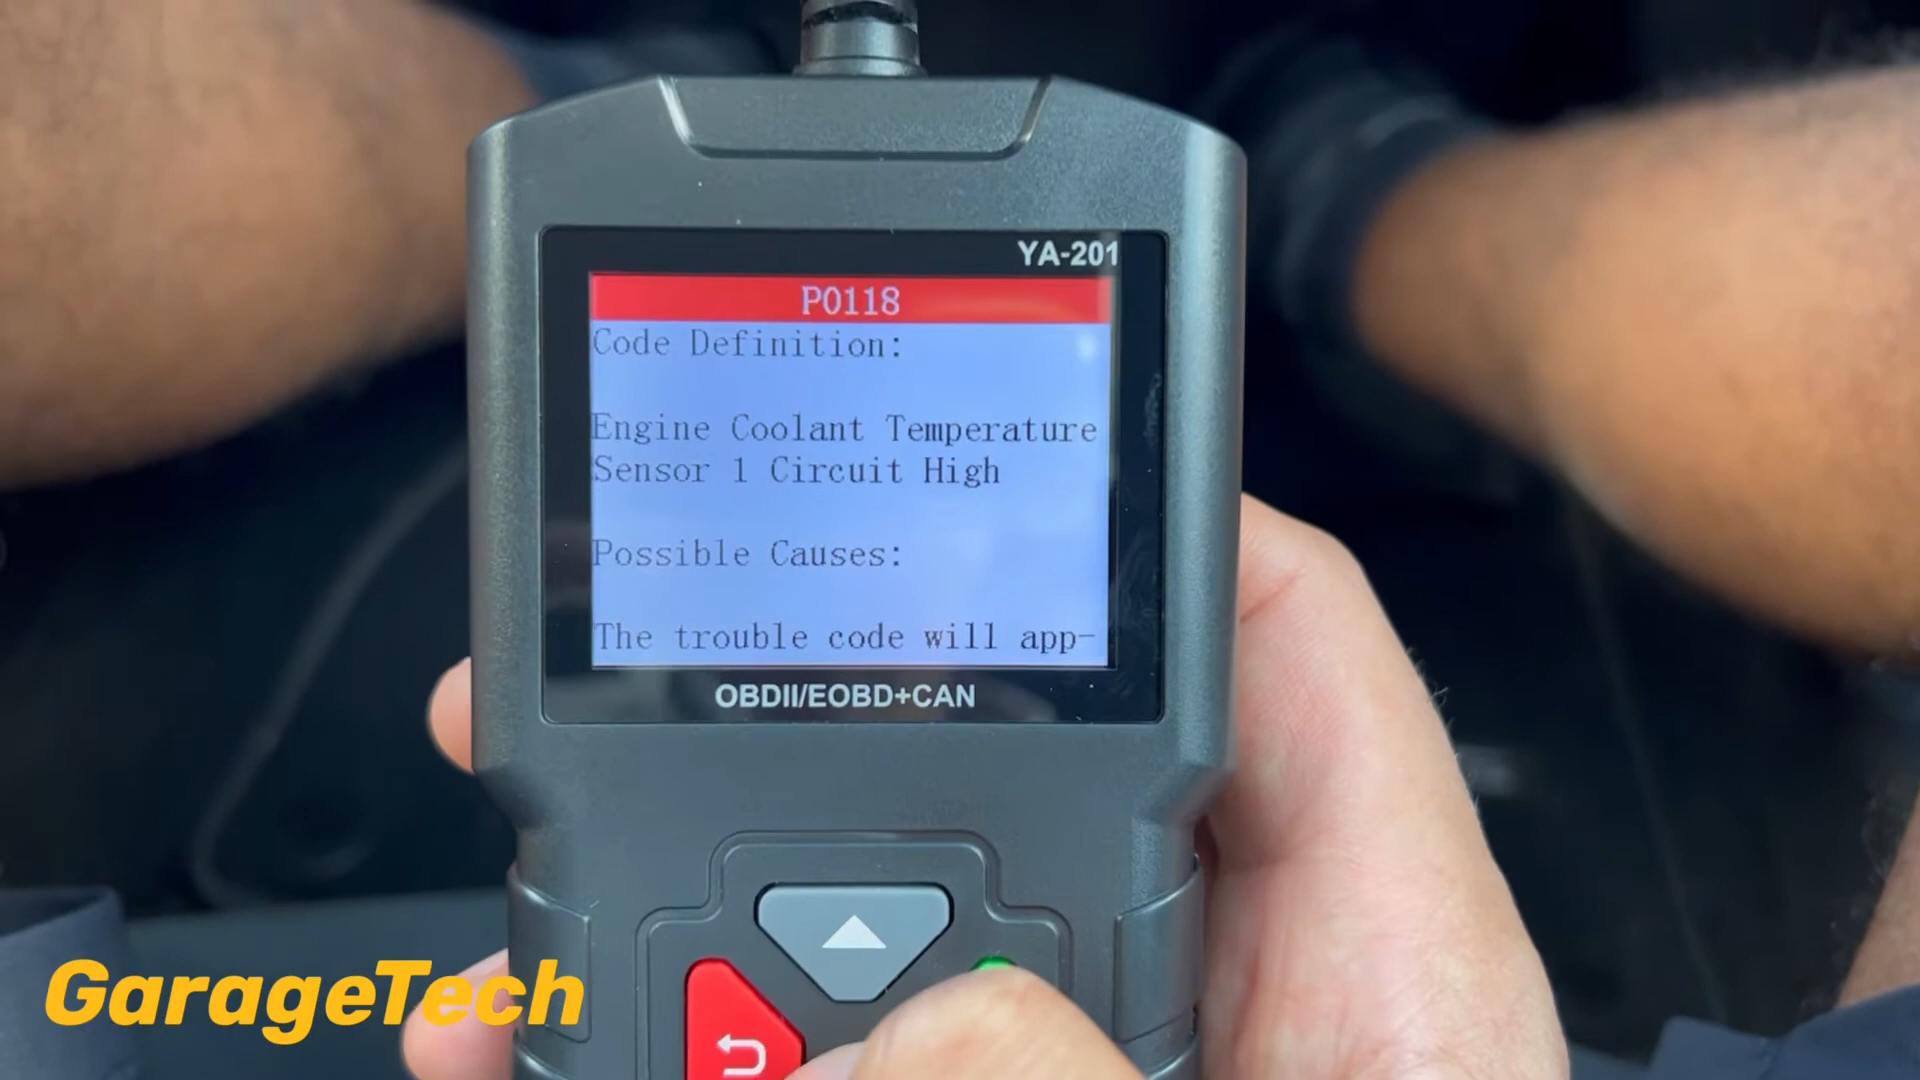 YA-201
P0118
Code Definition:
Engine Coolant Temperature
Sensor 1 Circuit High
Possible Causes:
The trouble code will app-
OBDII/EOBD+CAN
GarageTech